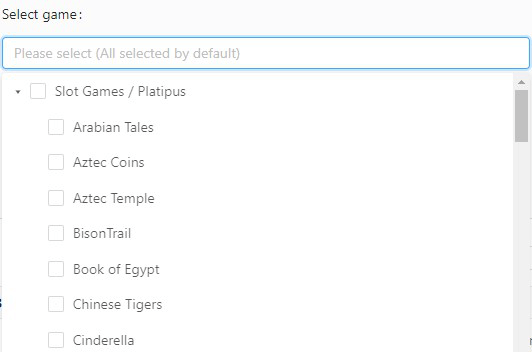 Select game:
Please select (All selected by default)
Slot Games / Platipus
Arabian Tales
Aztec Coins
Aztec Temple
BisonTrail
Book of Egypt
Chinese Tigers
Cinderella